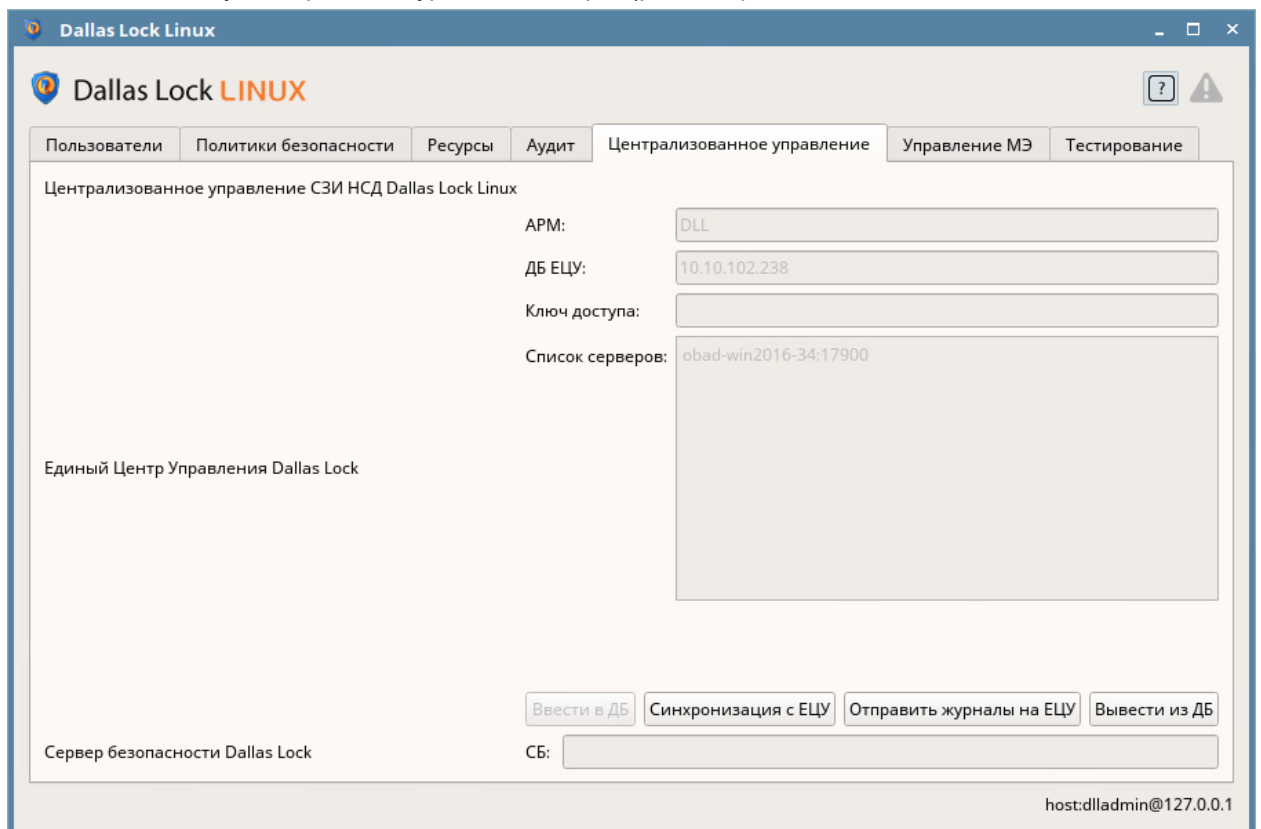 Dallas Lock Linux
Dallas Lock LINUX
Пользователи Политики безопасности Ресурсы Аудит Централизованное управление Управление МЭ Тестирование
Централизованное управление СЗИ НСД Dallas Lock Linux
АРМ: DLL
ДБ ЕЦУ: 10.10.102.238
Ключ доступа:
Список серверов: obad-win2016-34:17900
Единый Центр Управления Dallas Lock
Ввести в ДБ Синхронизация с ЕЦУ Отправить журналы на ЕЦУ Вывести из ДБ
Сервер безопасности Dallas Lock СБ:
host:dlladmin@127.0.0.1